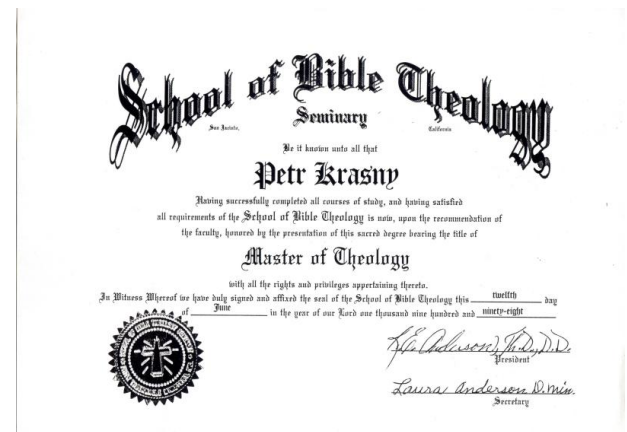 School of Bible Theology
Seminary
San Jacinto, California
Be it known unto all that
Petr Krasny
Having successfully completed all courses of study, and having satisfied
all requirements of the School of Bible Theology is now, upon the recommendation of
the faculty, honored by the presentation of this sacred degree bearing the title of
Master of Theology
with all the rights and privileges appertaining thereto.
In Witness Whereof we have duly signed and affixed the seal of the School of Bible Theology this twelfth day
of June in the year of our Lord one thousand nine hundred and ninety-eight
K.E. Anderson, Th.D., D.D.
President
Laura Anderson D. Min.
Secretary